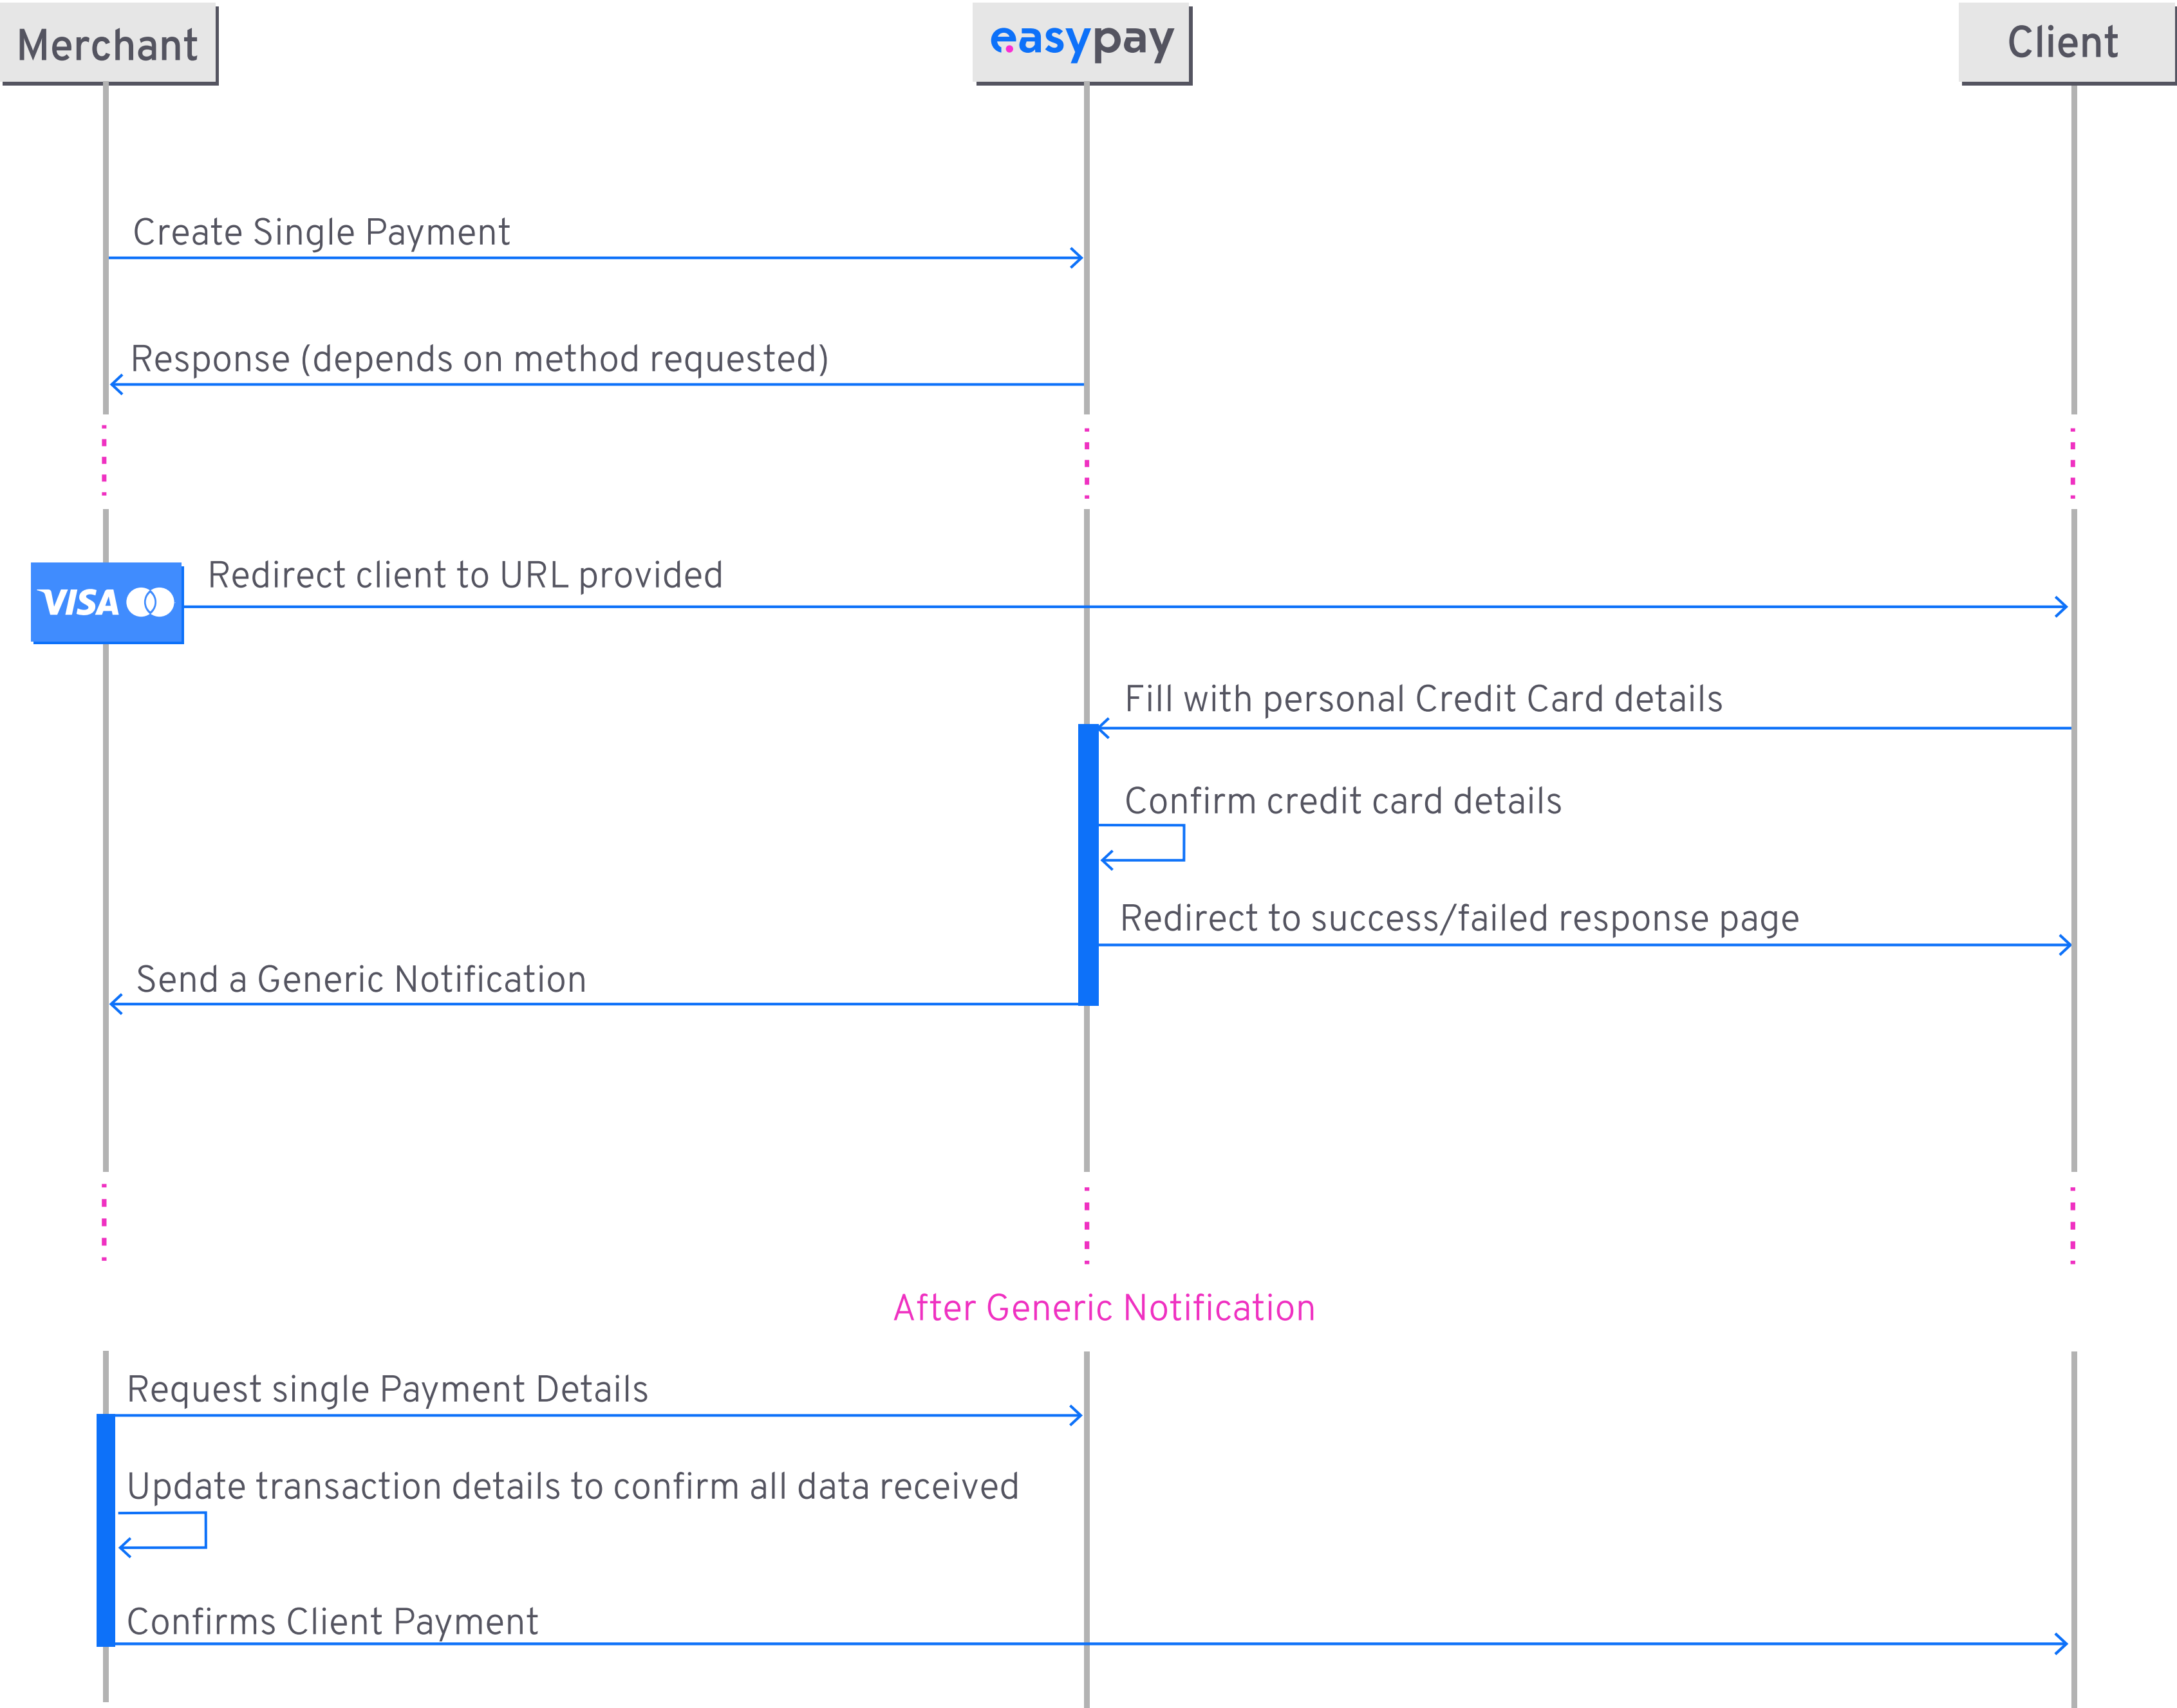 Merchant
easypay
Client
Create Single Payment
Response (depends on method requested)
VISA
Redirect client to URL provided
Fill with personal Credit Card details
Confirm credit card details
Redirect to success/failed response page
Send a Generic Notification
After Generic Notification
Request single Payment Details
Update transaction details to confirm all data received
Confirms Client Payment